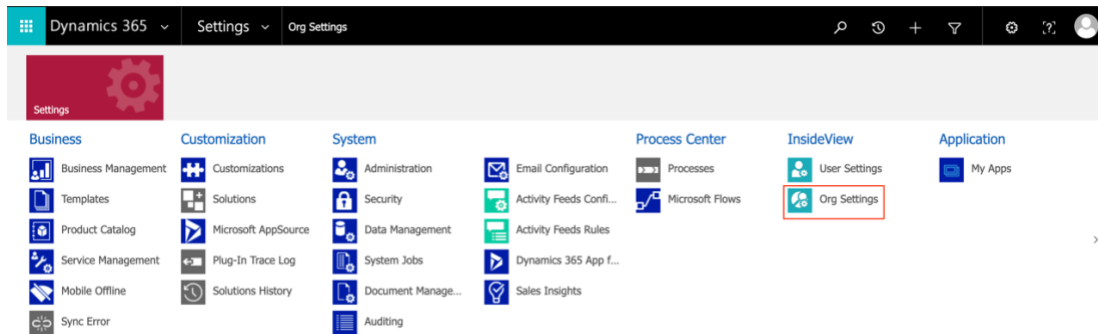 Dynamics 365 Settings Org Settings
Settings
Business
Business Management
Templates
Product Catalog
Service Management
Mobile Offline
Sync Error
Customization
Customizations
Solutions
Microsoft AppSource
Plug-In Trace Log
Solutions History
System
Administration
Security
Data Management
System Jobs
Document Manage...
Auditing
Email Configuration
Activity Feeds Confi...
Activity Feeds Rules
Dynamics 365 App f...
Sales Insights
Process Center
Processes
Microsoft Flows
InsideView
User Settings
Org Settings
Application
My Apps